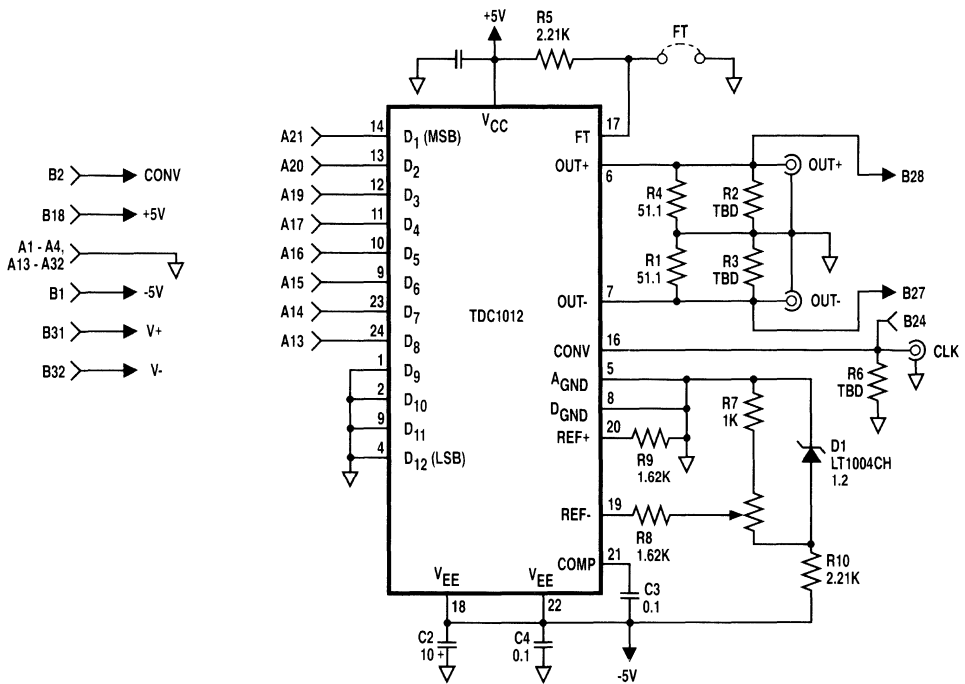 +5V
R5
2.21K
FT
VCC
17
FT
A21 14 D1 (MSB)
A20 13 D2
A19 12 D3
A17 11 D4
A16 10 D5
A15 9 D6
A14 23 D7
A13 24 D8
1 D9
2 D10
9 D11
4 D12 (LSB)
B2 CONV
B18 +5V
A1 - A4,
A13 - A32
B1 -5V
B31 V+
B32 V-
TDC1012
OUT+ 6
OUT+
B28
R4
51.1
R2
TBD
R1
51.1
R3
TBD
OUT- 7
OUT-
B27
B24
CONV 16
CLK
R6
TBD
AGND 5
DGND 8
REF+ 20
R9
1.62K
R7
1K
D1
LT1004CH
1.2
REF- 19
R8
1.62K
COMP 21
R10
2.21K
C3
0.1
VEE
18
VEE
22
C2
10 +
C4
0.1
-5V